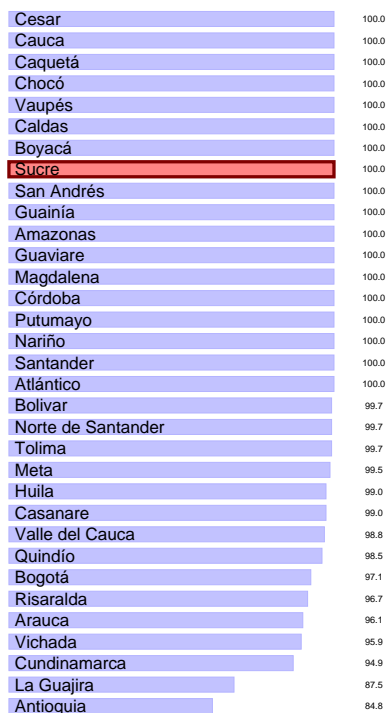 Cesar 100.0
Cauca 100.0
Caquetá 100.0
Chocó 100.0
Vaupés 100.0
Caldas 100.0
Boyacá 100.0
Sucre 100.0
San Andrés 100.0
Guainía 100.0
Amazonas 100.0
Guaviare 100.0
Magdalena 100.0
Córdoba 100.0
Putumayo 100.0
Nariño 100.0
Santander 100.0
Atlántico 100.0
Bolivar 99.7
Norte de Santander 99.7
Tolima 99.7
Meta 99.5
Huila 99.0
Casanare 99.0
Valle del Cauca 98.8
Quindío 98.5
Bogotá 97.1
Risaralda 96.7
Arauca 96.1
Vichada 95.9
Cundinamarca 94.9
La Guajira 87.5
Antioquia 84.8